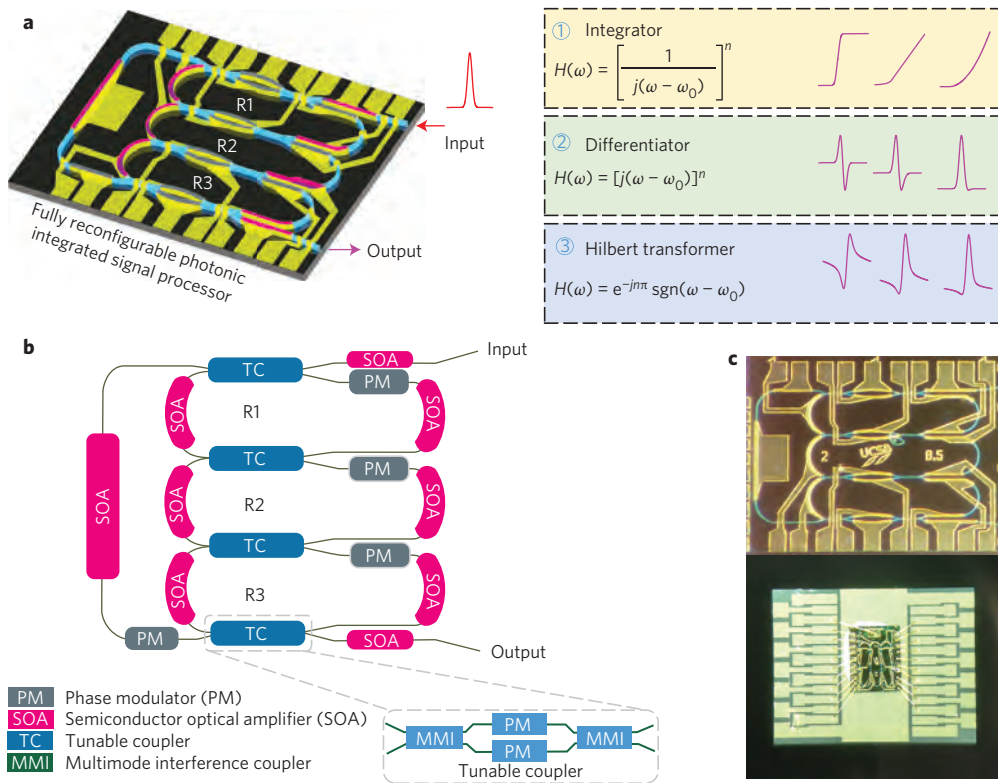 a
R1
R2
R3
Input
Output
Fully reconfigurable photonic
integrated signal processor
① Integrator
H(ω) = [ 1 / j(ω − ω₀) ]ⁿ
② Differentiator
H(ω) = [j(ω − ω₀)]ⁿ
③ Hilbert transformer
H(ω) = e⁻ʲⁿᵖ sgn(ω − ω₀)
b
TC
SOA
PM
Input
SOA
R1
SOA
TC
PM
SOA
SOA
R2
SOA
TC
PM
SOA
R3
SOA
PM
TC
SOA
Output
PM Phase modulator (PM)
SOA Semiconductor optical amplifier (SOA)
TC Tunable coupler
MMI Multimode interference coupler
MMI
PM
PM
MMI
Tunable coupler
c
2
UCSB
8.5